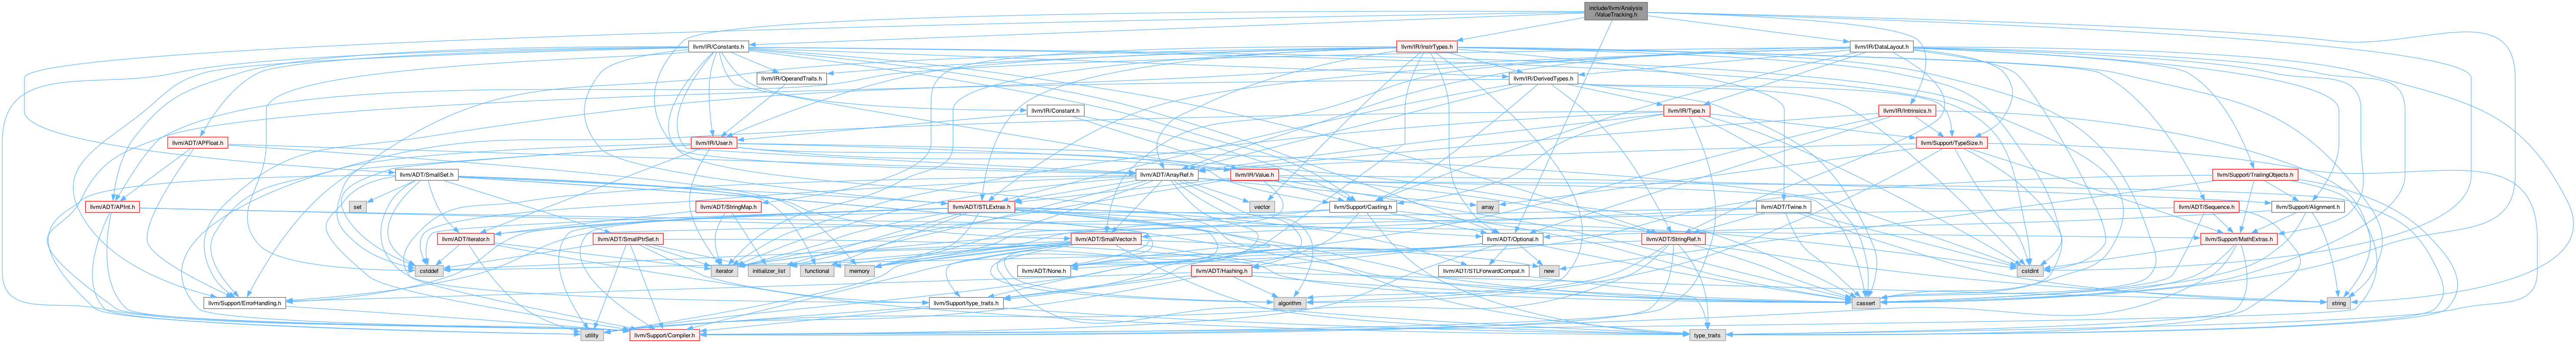 include/llvm/Analysis
/ValueTracking.h
llvm/IR/Constants.h
llvm/IR/InstrTypes.h
llvm/IR/DataLayout.h
llvm/IR/OperandTraits.h
llvm/IR/DerivedTypes.h
llvm/IR/Constant.h
llvm/IR/Type.h
llvm/IR/Intrinsics.h
llvm/ADT/APFloat.h
llvm/IR/User.h
llvm/Support/TypeSize.h
llvm/ADT/SmallSet.h
llvm/ADT/ArrayRef.h
llvm/IR/Value.h
llvm/Support/TrailingObjects.h
llvm/ADT/APInt.h
set
llvm/ADT/StringMap.h
llvm/ADT/STLExtras.h
vector
llvm/Support/Casting.h
array
llvm/ADT/Twine.h
llvm/ADT/Sequence.h
llvm/Support/Alignment.h
llvm/ADT/iterator.h
llvm/ADT/SmallPtrSet.h
llvm/ADT/SmallVector.h
llvm/ADT/Optional.h
llvm/ADT/StringRef.h
llvm/Support/MathExtras.h
cstddef
iterator
initializer_list
functional
memory
llvm/ADT/None.h
llvm/ADT/Hashing.h
llvm/ADT/STLForwardCompat.h
new
cstdint
llvm/Support/ErrorHandling.h
llvm/Support/type_traits.h
algorithm
cassert
string
utility
llvm/Support/Compiler.h
type_traits